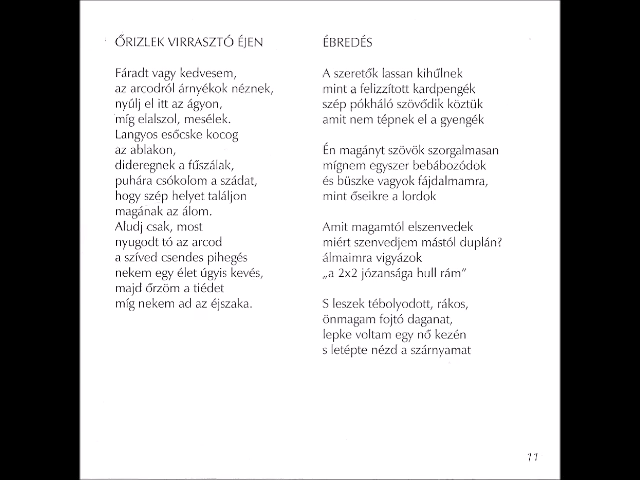 ŐRIZLEK VIRRASZTÓ ÉJEN
Fáradt vagy kedvesem,
az arcodról árnyékok néznek,
nyúlj el itt az ágyon,
míg elalszol, mesélek.
Langyos esőcske kocog
az ablakon,
dideregnek a fűszálak,
puhára csókolom a szádat,
hogy szép helyet találjon
magának az álom.
Aludj csak, most
nyugodt tó az arcod
a szíved csendes pihegés
nekem egy élet úgyis kevés,
majd őrzöm a tiédet
míg nekem ad az éjszaka.
ÉBREDÉS
A szeretők lassan kihűlnek
mint a felizzított kardpengék
szép pókháló szövődik köztük
amit nem tépnek el a gyengék
Én magányt szövök szorgalmasan
mígnem egyszer bebábozódok
és büszke vagyok fájdalmamra,
mint őseikre a lordok
Amit magamtól elszenvedek
miért szenvedjem mástól duplán?
álmaimra vigyázok
„a 2x2 józansága hull rám”
S leszek tébolyodott, rákos,
önmagam fojtó daganat,
lepke voltam egy nő kezén
s letépte nézd a szárnyamat
11